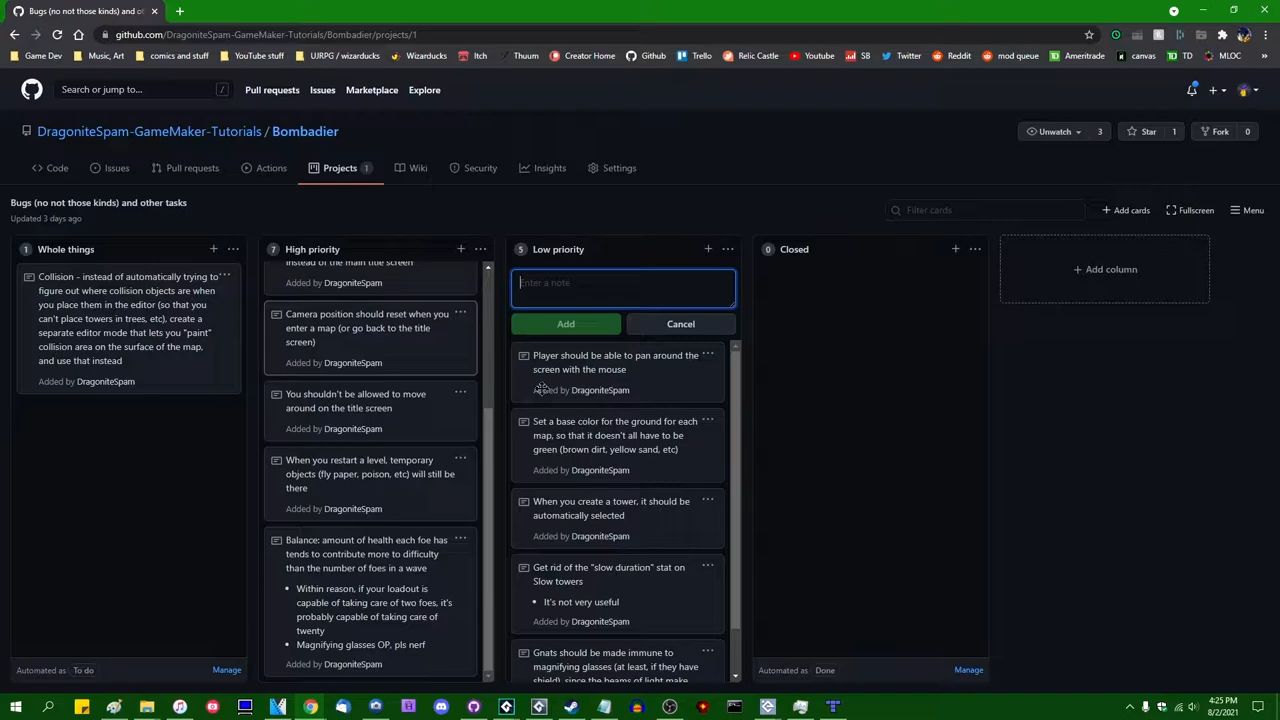 Bugs (no not those kinds) and other
github.com/DragoniteSpam-GameMaker-Tutorials/Bombadier/projects/1
Game Dev
Music, Art
comics and stuff
YouTube stuff
UJRPG / wizarducks
Wizarducks
Itch
Thuum
Creator Home
Github
Trello
Relic Castle
Youtube
SB
Twitter
Reddit
mod queue
TD
Ameritrade
canvas
TD
MLOC
Search or jump to...
/
Pull requests
Issues
Marketplace
Explore
DragoniteSpam-GameMaker-Tutorials / Bombadier
Unwatch
3
Star
1
Fork
0
Code
Issues
Pull requests
Actions
Projects
1
Wiki
Security
Insights
Settings
Bugs (no not those kinds) and other tasks
Updated 3 days ago
Filter cards
+ Add cards
Fullscreen
Menu
1 Whole things
Collision - instead of automatically trying to
figure out where collision objects are when
you place them in the editor (so that you
can't place towers in trees, etc), create a
separate editor mode that lets you "paint"
collision area on the surface of the map,
and use that instead
Added by DragoniteSpam
Automated as To do
Manage
7 High priority
instead of the main title screen
Added by DragoniteSpam
Camera position should reset when you
enter a map (or go back to the title
screen)
Added by DragoniteSpam
You shouldn't be allowed to move
around on the title screen
Added by DragoniteSpam
When you restart a level, temporary
objects (fly paper, poison, etc) will still be
there
Added by DragoniteSpam
Balance: amount of health each foe has
tends to contribute more to difficulty
than the number of foes in a wave
• Within reason, if your loadout is
capable of taking care of two foes, it's
probably capable of taking care of
twenty
• Magnifying glasses OP, pls nerf
Added by DragoniteSpam
5 Low priority
Enter a note
Add
Cancel
Player should be able to pan around the
screen with the mouse
Added by DragoniteSpam
Set a base color for the ground for each
map, so that it doesn't all have to be
green (brown dirt, yellow sand, etc)
Added by DragoniteSpam
When you create a tower, it should be
automatically selected
Added by DragoniteSpam
Get rid of the "slow duration" stat on
Slow towers
• It's not very useful
Added by DragoniteSpam
Gnats should be made immune to
magnifying glasses (at least, if they have
shield), since the beams of light make
0 Closed
Automated as Done
Manage
+ Add column
4:25 PM
8/2/2021